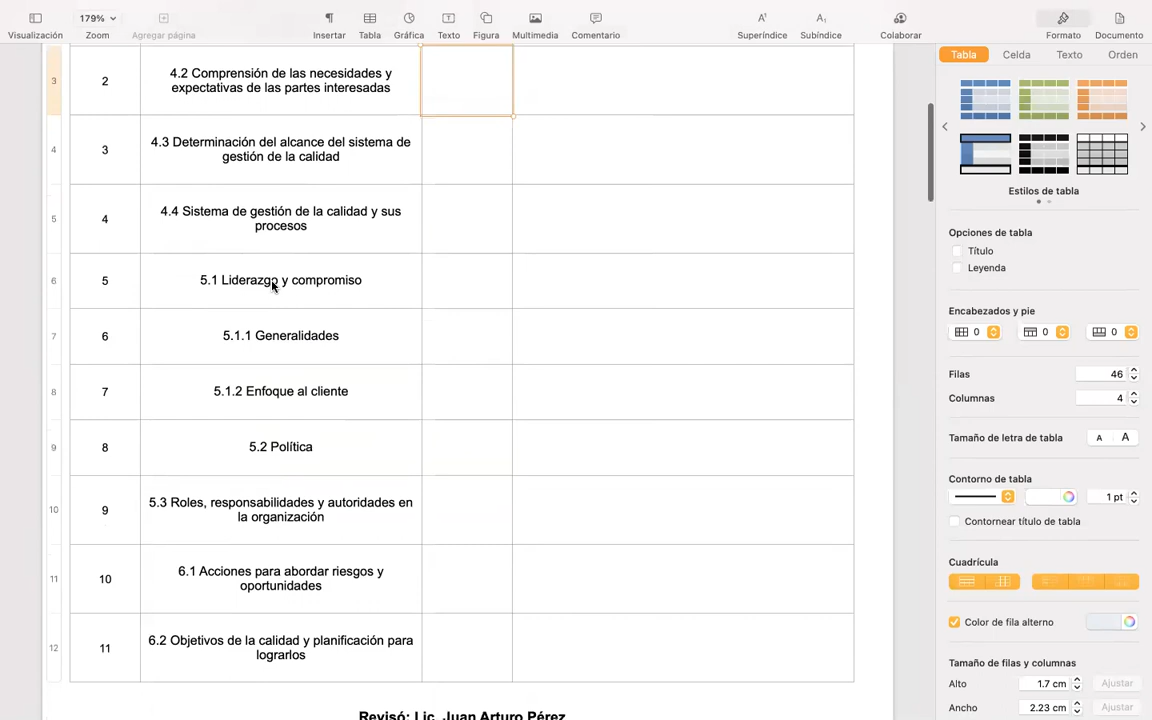 179%
Visualización
Zoom
Agregar página
Insertar
Tabla
Gráfica
Texto
Figura
Multimedia
Comentario
Superíndice
Subíndice
Colaborar
Formato
Documento
Tabla
Celda
Texto
Orden
3
2
4.2 Comprensión de las necesidades y
expectativas de las partes interesadas
4
3
4.3 Determinación del alcance del sistema de
gestión de la calidad
5
4
4.4 Sistema de gestión de la calidad y sus
procesos
6
5
5.1 Liderazgo y compromiso
7
6
5.1.1 Generalidades
8
7
5.1.2 Enfoque al cliente
9
8
5.2 Política
10
9
5.3 Roles, responsabilidades y autoridades en
la organización
11
10
6.1 Acciones para abordar riesgos y
oportunidades
12
11
6.2 Objetivos de la calidad y planificación para
lograrlos
Revisó: Lic. Juan Arturo Pérez
Estilos de tabla
Opciones de tabla
Título
Leyenda
Encabezados y pie
0
0
0
Filas
46
Columnas
4
Tamaño de letra de tabla
A
A
Contorno de tabla
1 pt
Contornear título de tabla
Cuadrícula
Color de fila alterno
Tamaño de filas y columnas
Alto
1.7 cm
Ajustar
Ancho
2.23 cm
Ajustar